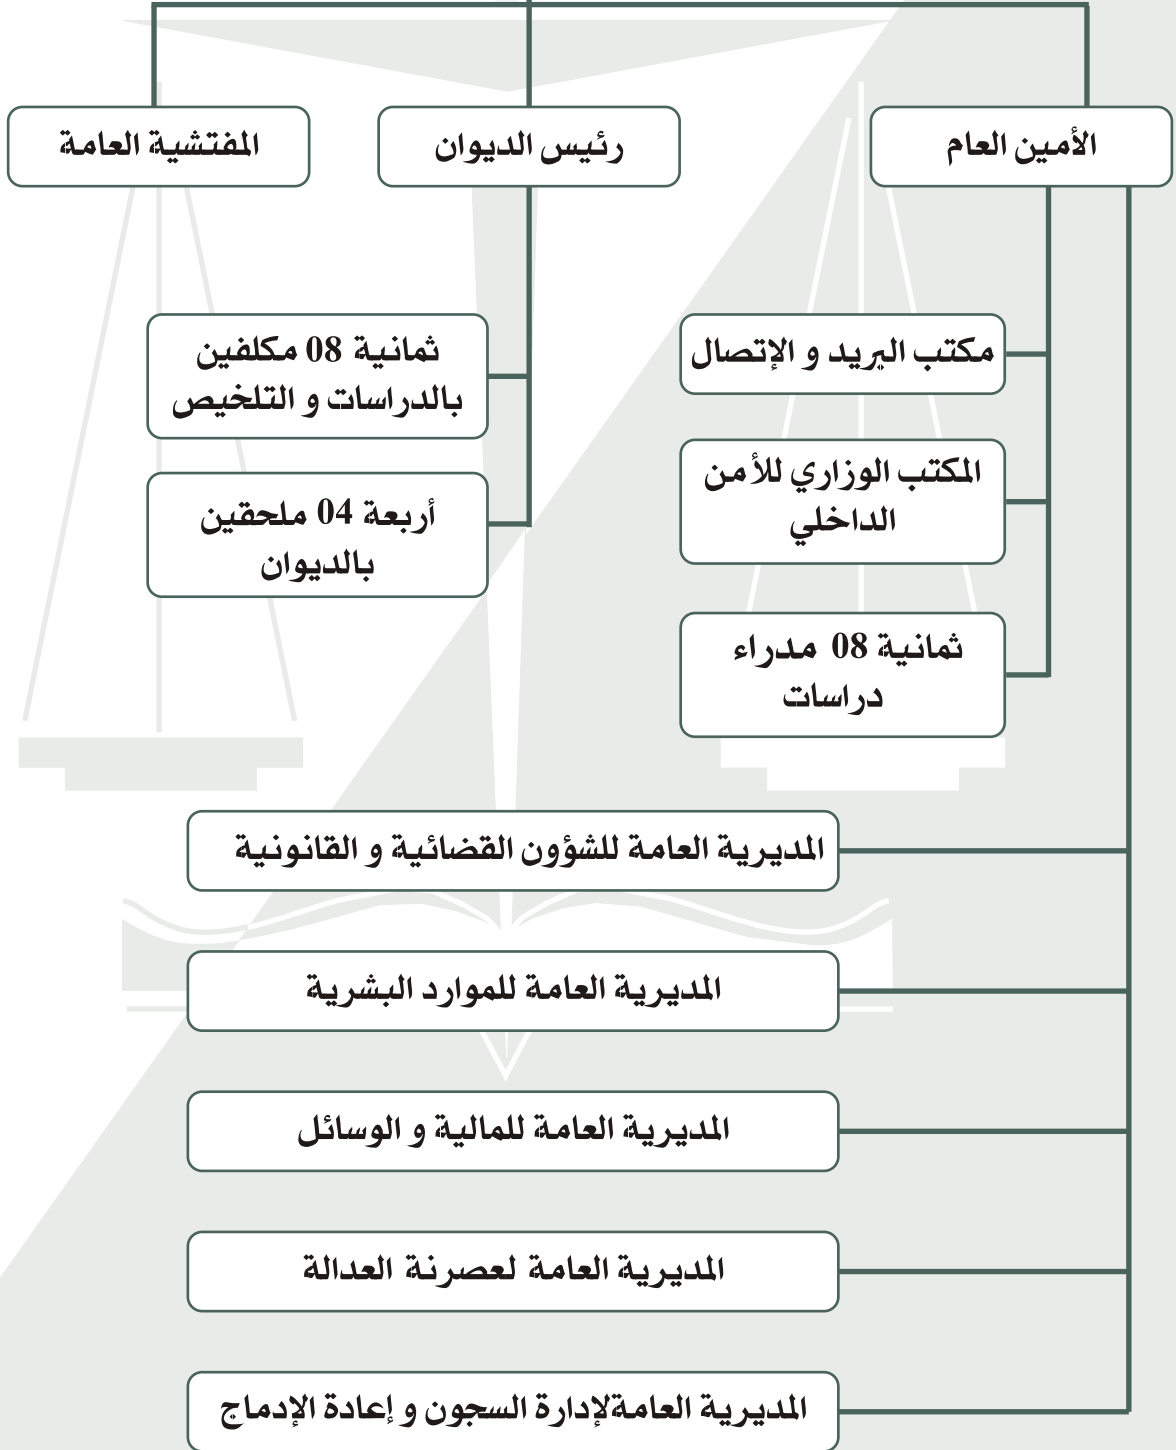 الأمين العام
رئيس الديوان
المفتشية العامة
مكتب البريد و الإتصال
المكتب الوزاري للأمن
الداخلي
ثمانية 08 مدراء
دراسات
ثمانية 08 مكلفين
بالدراسات و التلخيص
أربعة 04 ملحقين
بالديوان
المديرية العامة للشؤون القضائية و القانونية
المديرية العامة للموارد البشرية
المديرية العامة للمالية و الوسائل
المديرية العامة لعصرنة العدالة
المديرية العامةلإدارة السجون و إعادة الإدماج